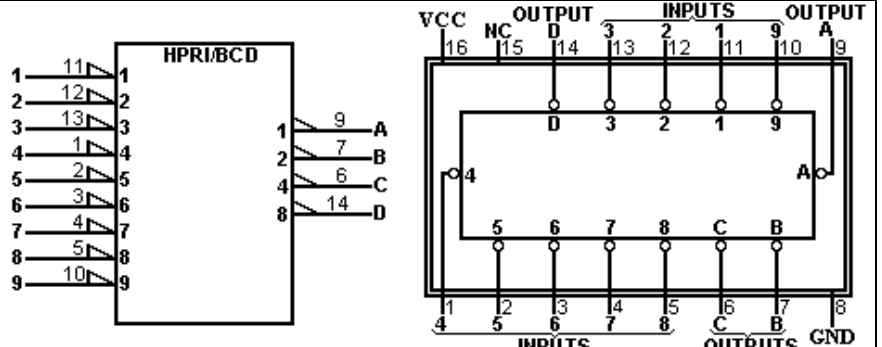 HPRI/BCD
1 11 1
2 12 2
3 13 3
4 1 4
5 2 5
6 3 6
7 4 7
8 5 8
9 10 9
1 9 A
2 7 B
4 6 C
8 14 D
OUTPUT INPUTS OUTPUT
VCC NC D 3 2 1 9 A
16 15 14 13 12 11 10 9
D 3 2 1 9
4 A
5 6 7 8 C B
1 2 3 4 5 6 7 8
4 5 6 7 8 C B GND
INPUTS OUTPUTS